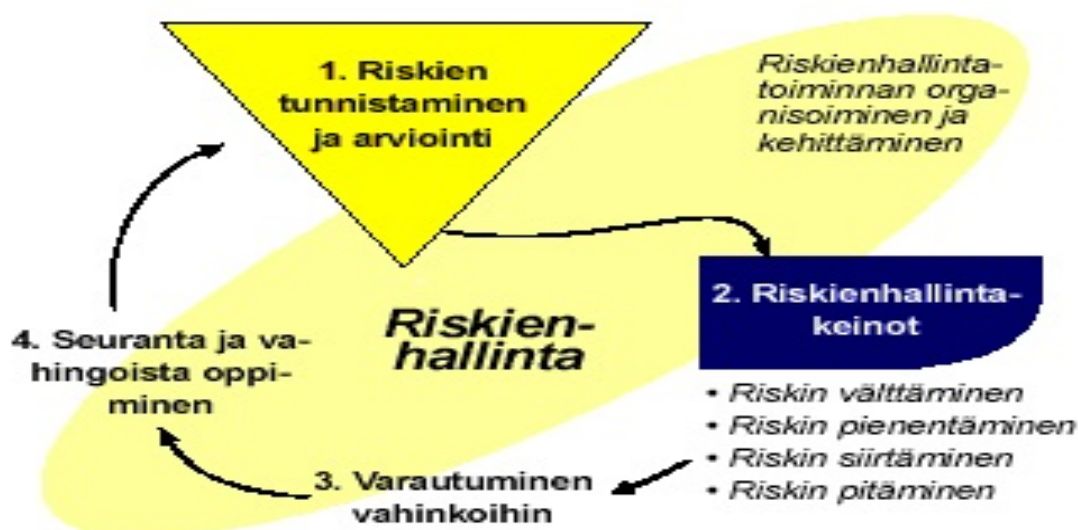 1. Riskien
tunnistaminen
ja arviointi
Riskienhallinta-
toiminnan orga-
nisoiminen ja
kehittäminen
2. Riskienhallinta-
keinot
• Riskin välttäminen
• Riskin pienentäminen
• Riskin siirtäminen
• Riskin pitäminen
3. Varautuminen
vahinkoihin
4. Seuranta ja va-
hingoista oppi-
minen
Riskien-
hallinta